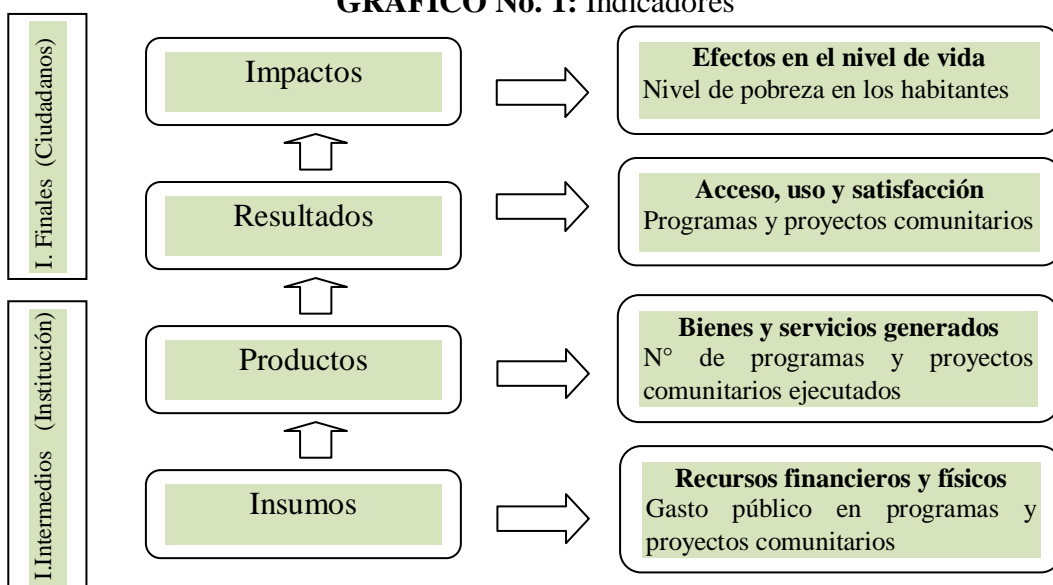 GRÁFICO No. 1: Indicadores
I. Finales (Ciudadanos)
Impactos
Efectos en el nivel de vida
Nivel de pobreza en los habitantes
Resultados
Acceso, uso y satisfacción
Programas y proyectos comunitarios
I.Intermedios (Institución)
Productos
Bienes y servicios generados
N° de programas y proyectos
comunitarios ejecutados
Insumos
Recursos financieros y físicos
Gasto público en programas y
proyectos comunitarios